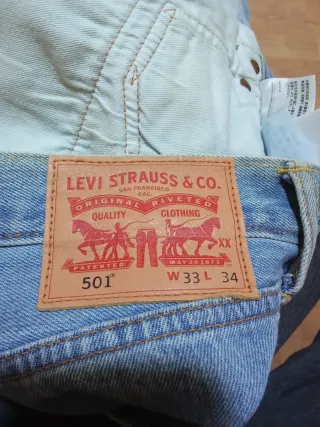 LEVI STRAUSS & CO.
SAN FRANCISCO
CAL.
ORIGINAL RIVETED
QUALITY CLOTHING
XX
PATENTED MAY 20 1873
501® W 33 L 34